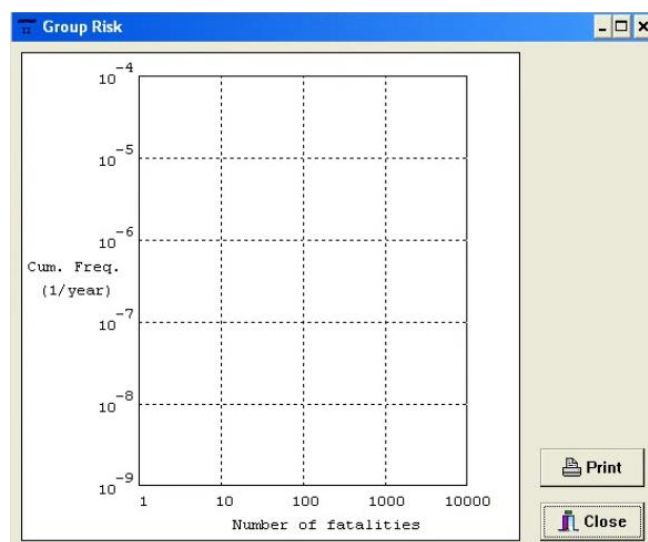 Group Risk
10-4
10-5
10-6
Cum. Freq.
(1/year)
10-7
10-8
10-9
1 10 100 1000 10000
Number of fatalities
Print
Close